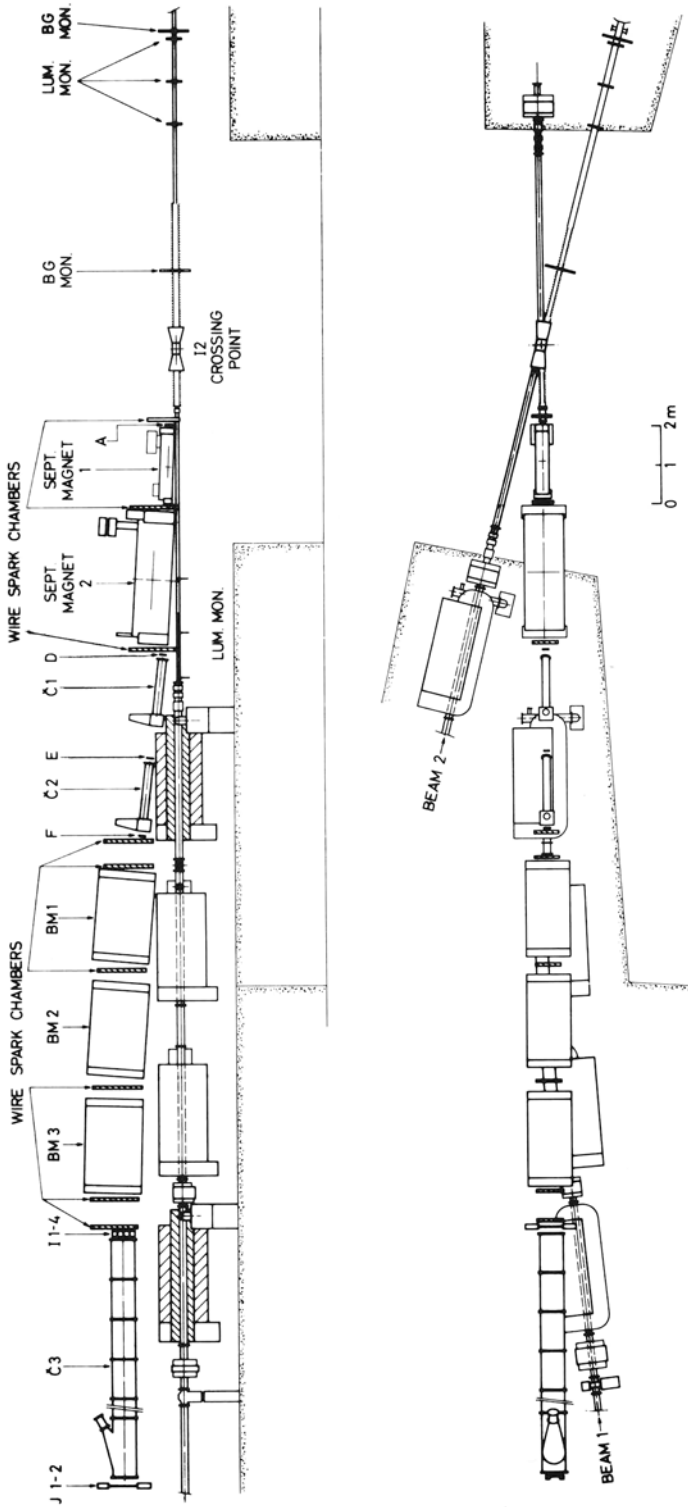 WIRE SPARK CHAMBERS
WIRE SPARK CHAMBERS
J 1-2
Č3
I 1-4
BM 3
BM 2
BM 1
F
Č2
E
Č1
D
SEPT.
MAGNET
2
SEPT.
MAGNET
1
A
I2
CROSSING
POINT
BG
MON.
LUM.
MON.
BG
MON.
LUM. MON.
BEAM 2
BEAM 1
0 1 2m